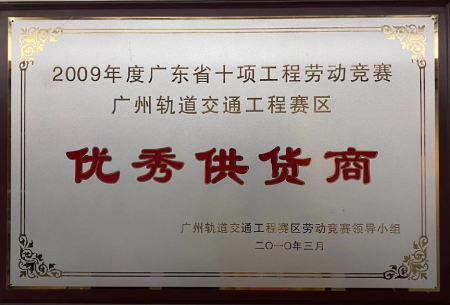 2009年度广东省十项工程劳动竞赛
广州轨道交通工程赛区
优秀供货商
广州轨道交通工程赛区劳动竞赛领导小组
二〇一〇年三月